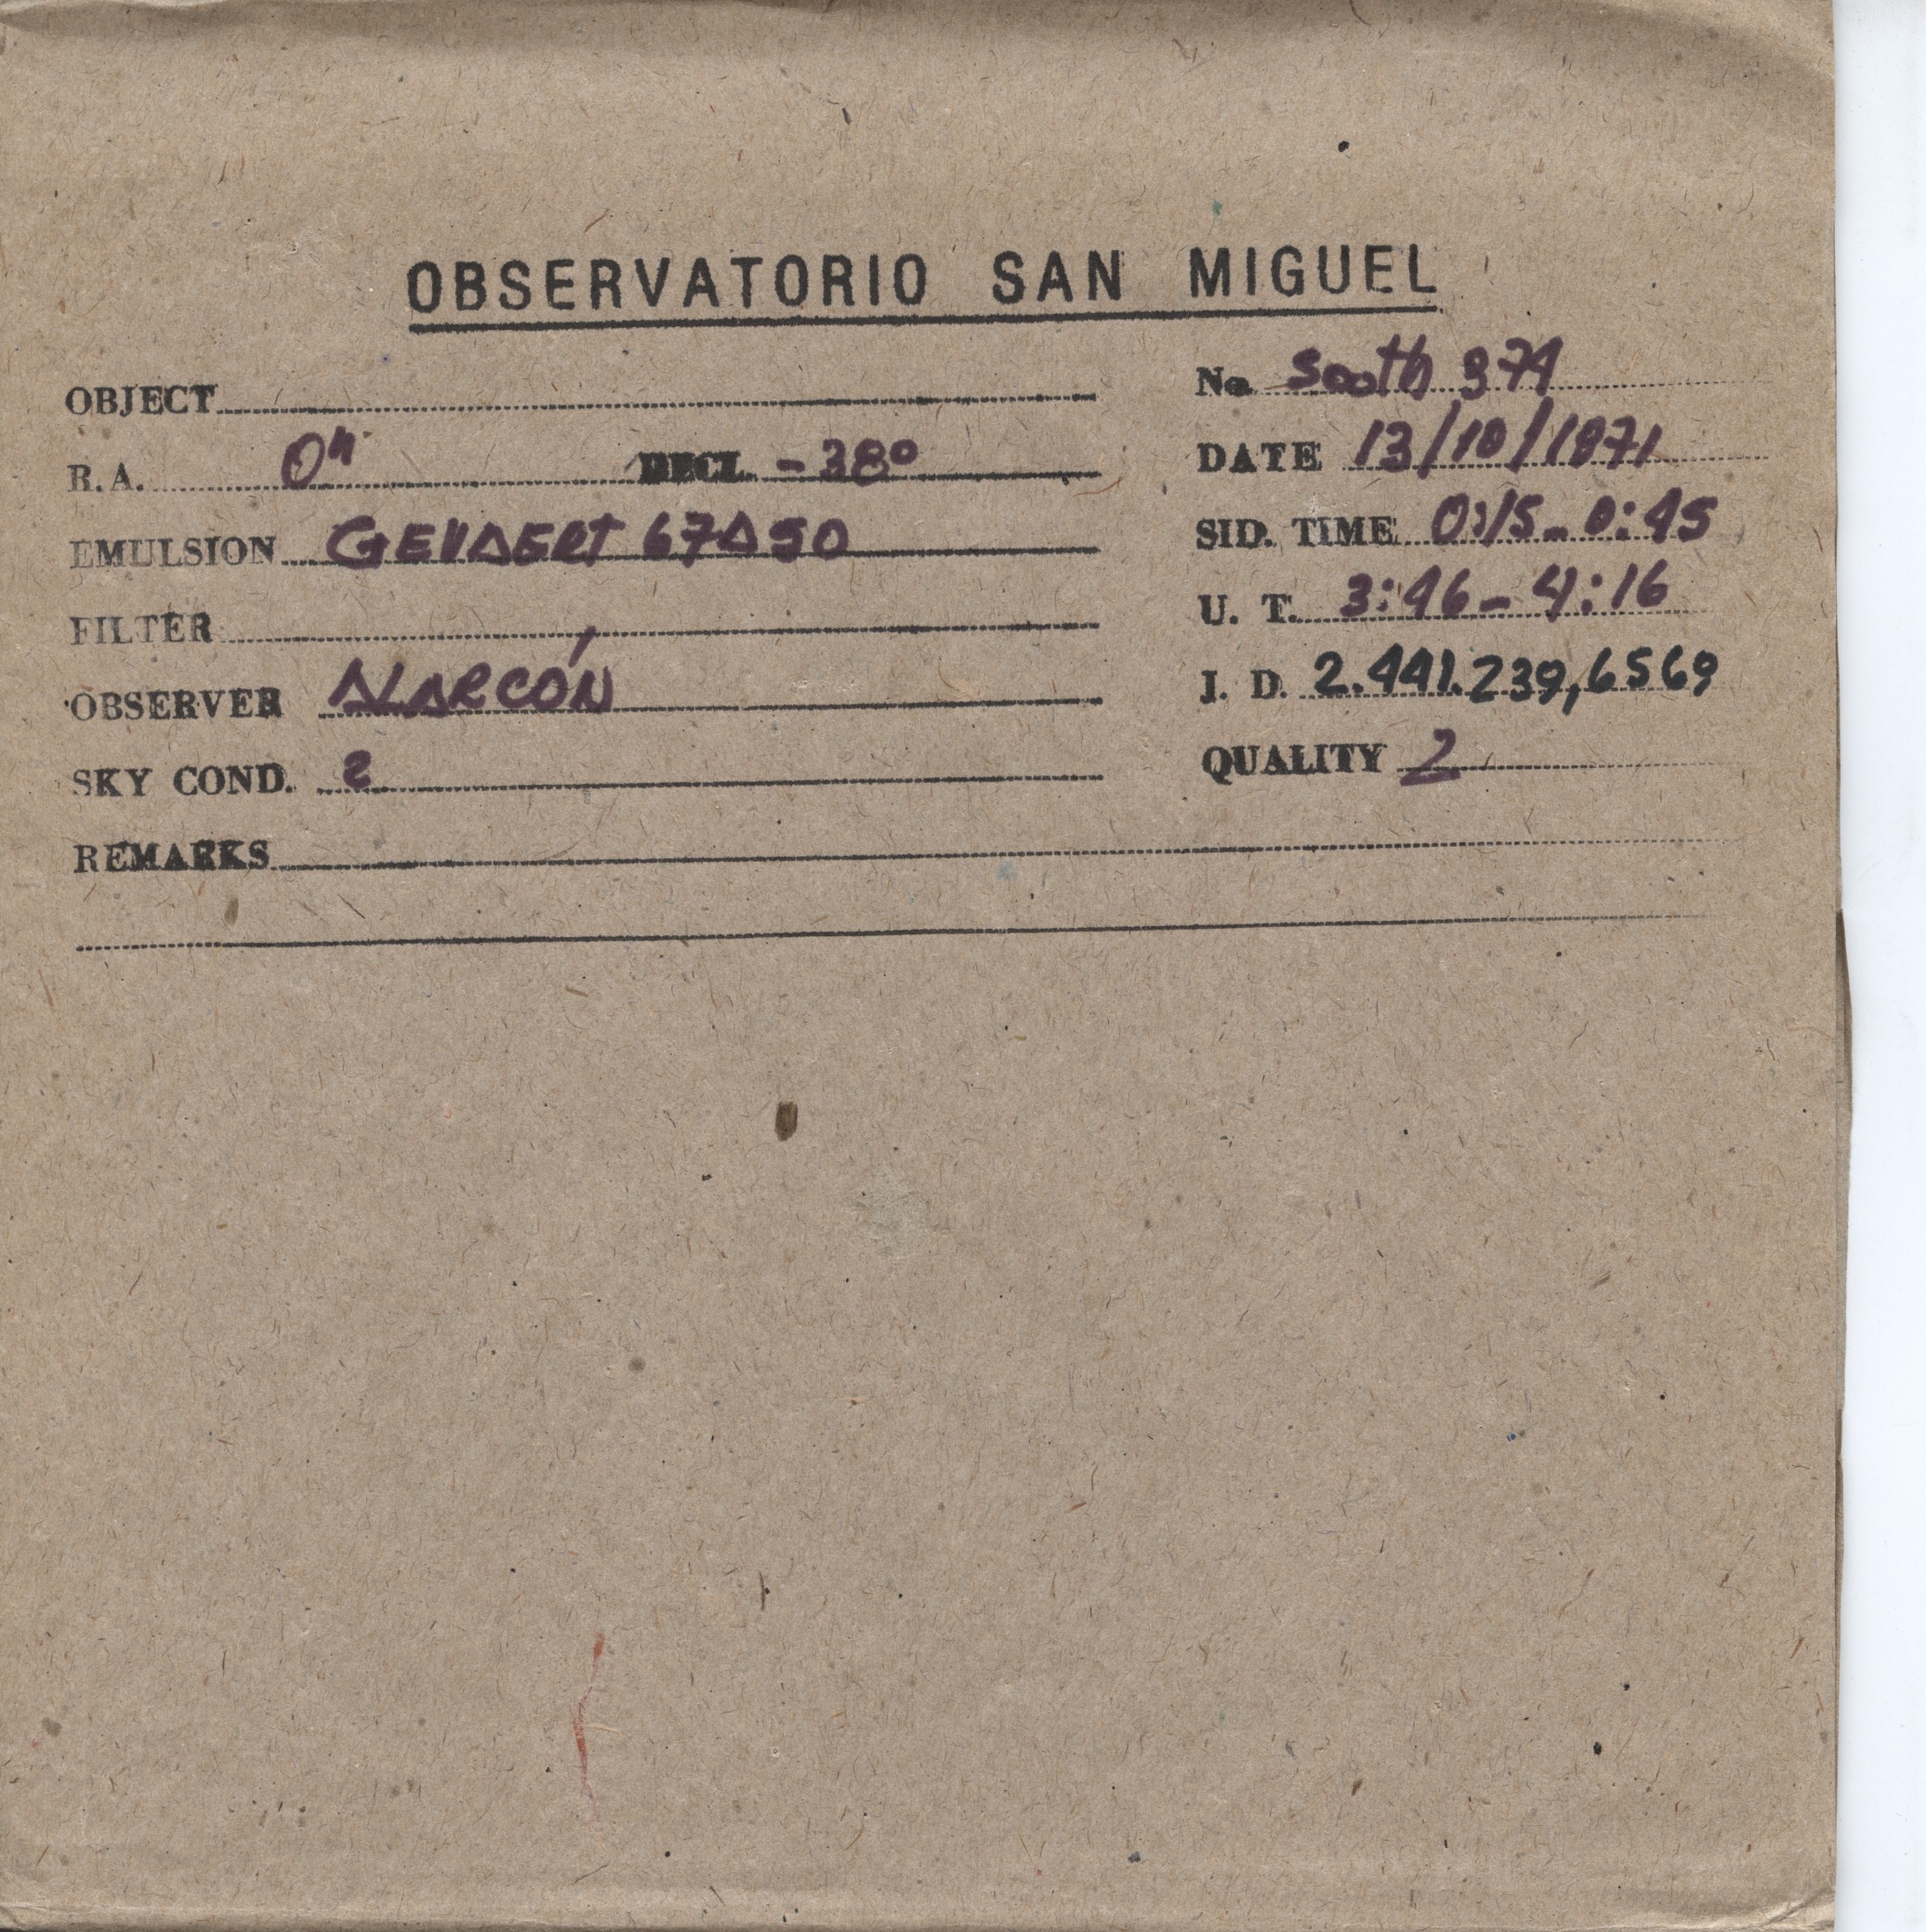 OBSERVATORIO SAN MIGUEL
OBJECT No South 374
R.A. 0h DECL. -38° DATE 13/10/1971
EMULSION GEVAERT 67A50 SID. TIME 0:15-0:45
FILTER U. T. 3:46-4:16
OBSERVER ALARCÓN J. D. 2.441.239,6569
SKY COND. 2 QUALITY 2
REMARKS